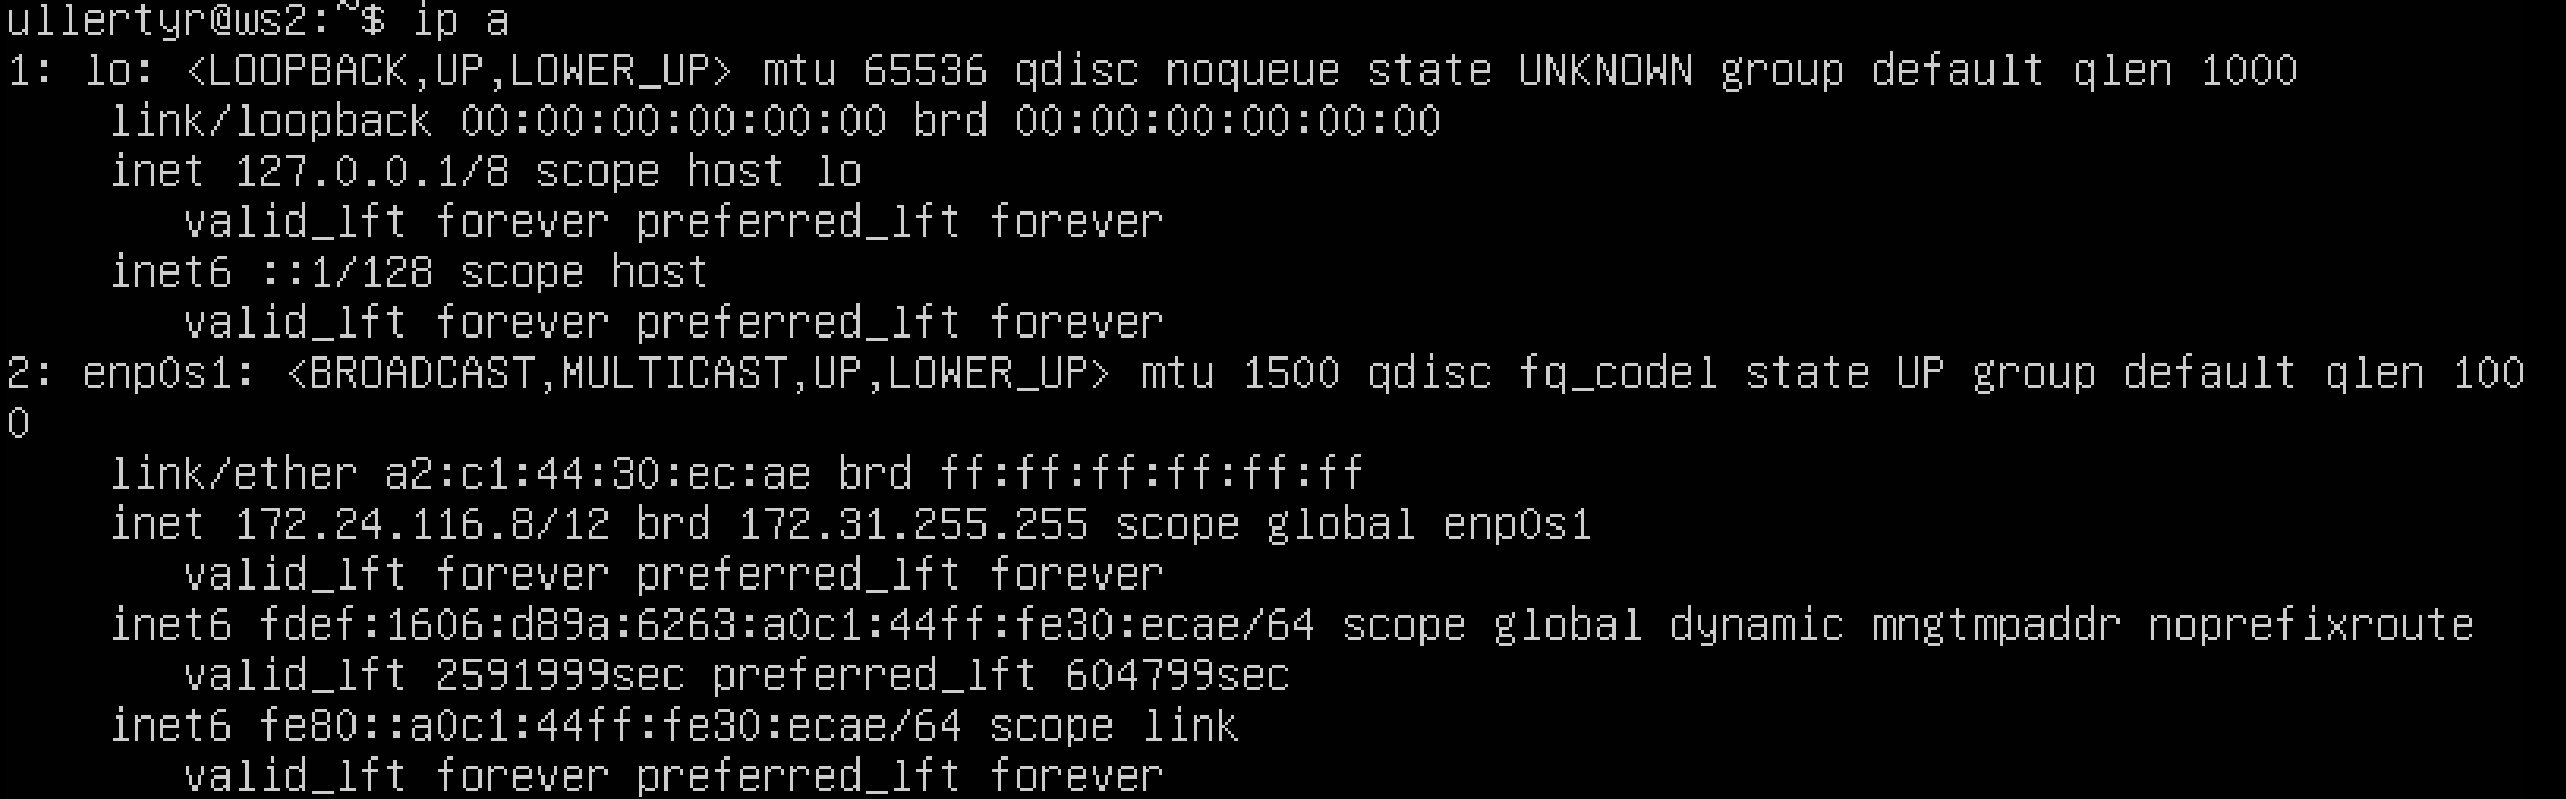 ullertyr@ws2:~$ ip a
1: lo: <LOOPBACK,UP,LOWER_UP> mtu 65536 qdisc noqueue state UNKNOWN group default qlen 1000
    link/loopback 00:00:00:00:00:00 brd 00:00:00:00:00:00
    inet 127.0.0.1/8 scope host lo
       valid_lft forever preferred_lft forever
    inet6 ::1/128 scope host
       valid_lft forever preferred_lft forever
2: enp0s1: <BROADCAST,MULTICAST,UP,LOWER_UP> mtu 1500 qdisc fq_codel state UP group default qlen 100
0
    link/ether a2:c1:44:30:ec:ae brd ff:ff:ff:ff:ff:ff
    inet 172.24.116.8/12 brd 172.31.255.255 scope global enp0s1
       valid_lft forever preferred_lft forever
    inet6 fdef:1606:d89a:6263:a0c1:44ff:fe30:ecae/64 scope global dynamic mngtmpaddr noprefixroute
       valid_lft 2591999sec preferred_lft 604799sec
    inet6 fe80::a0c1:44ff:fe30:ecae/64 scope link
       valid_lft forever preferred_lft forever